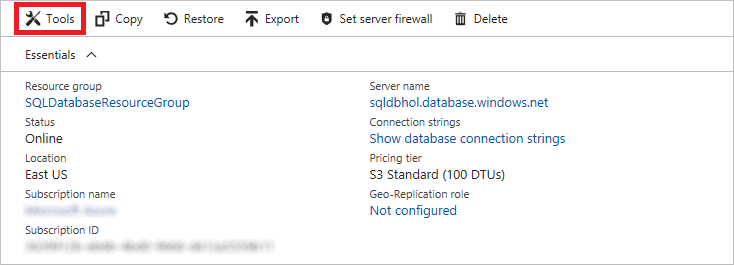 Tools Copy Restore Export Set server firewall Delete
Essentials
Resource group
SQLDatabaseResourceGroup
Status
Online
Location
East US
Subscription name
Subscription ID
Server name
sqldbhol.database.windows.net
Connection strings
Show database connection strings
Pricing tier
S3 Standard (100 DTUs)
Geo-Replication role
Not configured